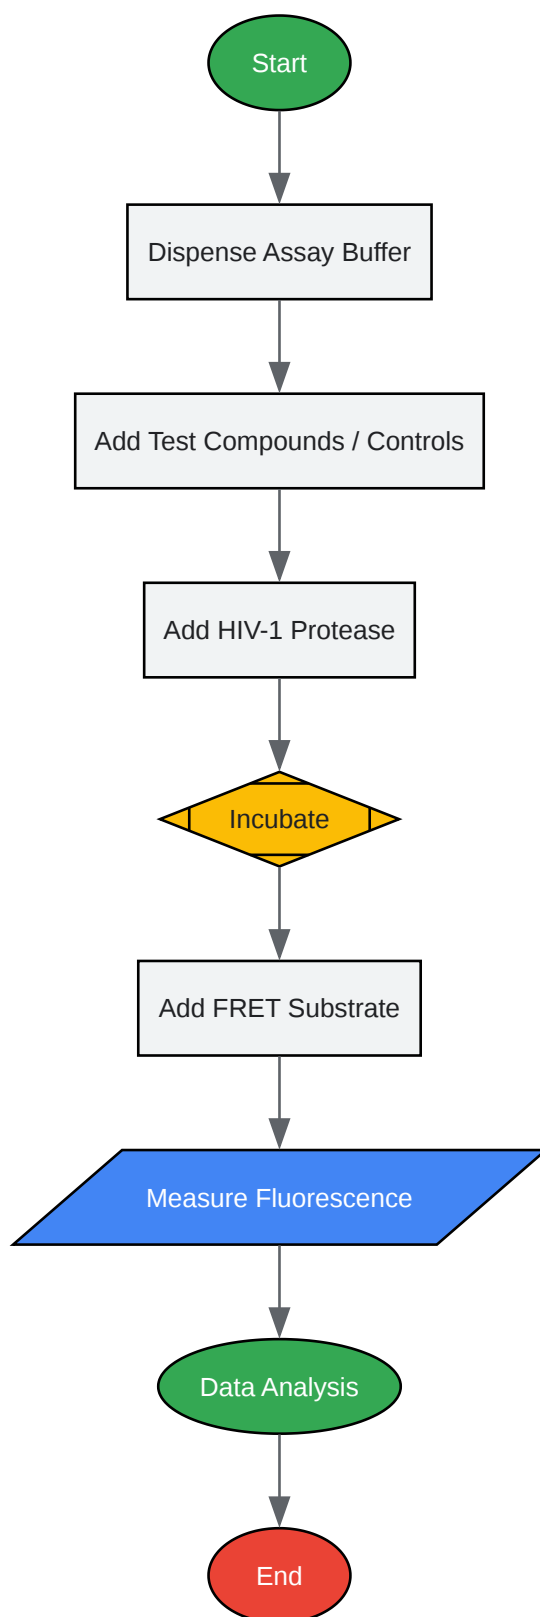 Start
Dispense Assay Buffer
Add Test Compounds / Controls
Add HIV-1 Protease
Incubate
Add FRET Substrate
Measure Fluorescence
Data Analysis
End